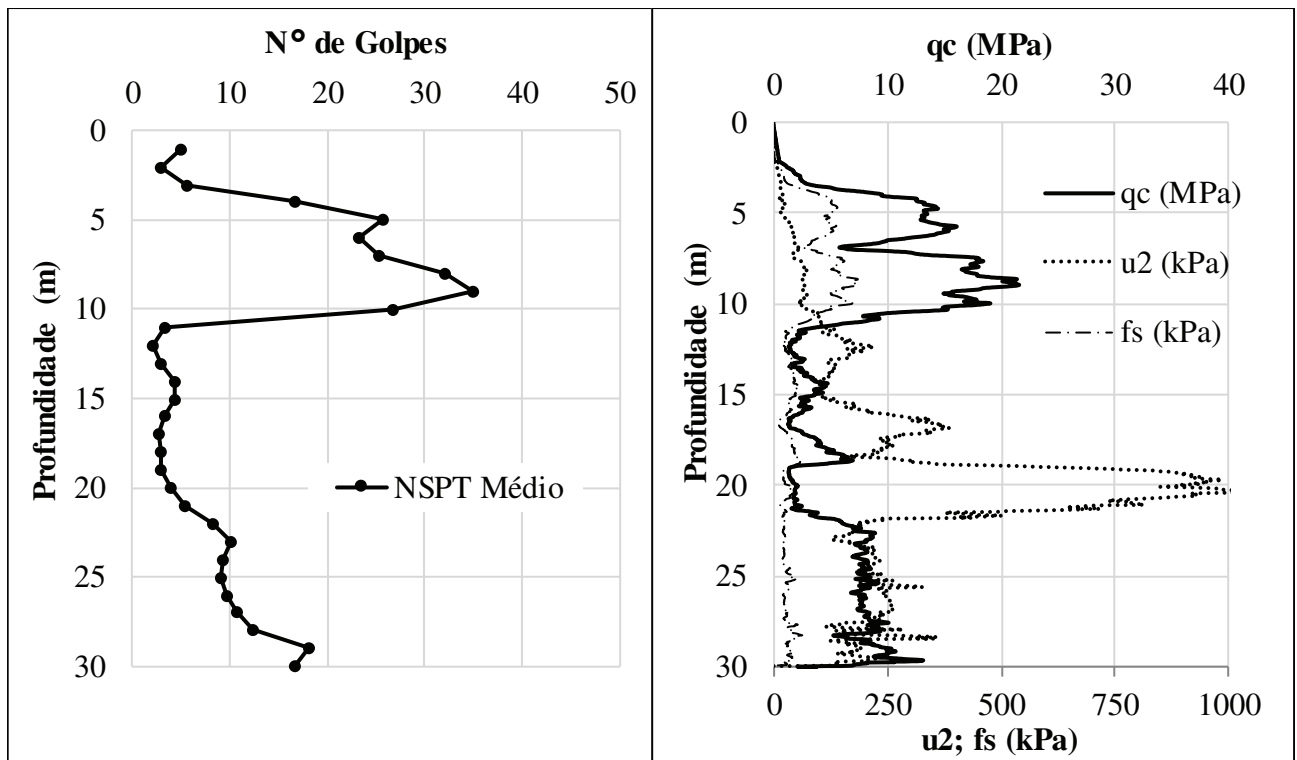 N° de Golpes
0 10 20 30 40 50
0
5
10
15
20
25
30
Profundidade (m)
NSPT Médio
qc (MPa)
0 10 20 30 40
0
5
10
15
20
25
30
Profundidade (m)
qc (MPa)
u2 (kPa)
fs (kPa)
0 250 500 750 1000
u2; fs (kPa)